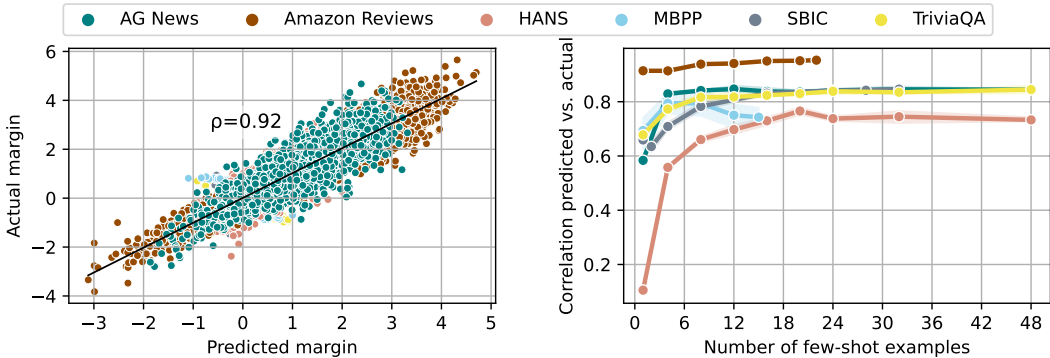 AG News Amazon Reviews HANS MBPP SBIC TriviaQA
Actual margin
6
4
2
0
−2
−4
ρ=0.92
−3 −2 −1 0 1 2 3 4 5
Predicted margin
Correlation predicted vs. actual
0.8
0.6
0.4
0.2
0 6 12 18 24 30 36 42 48
Number of few-shot examples